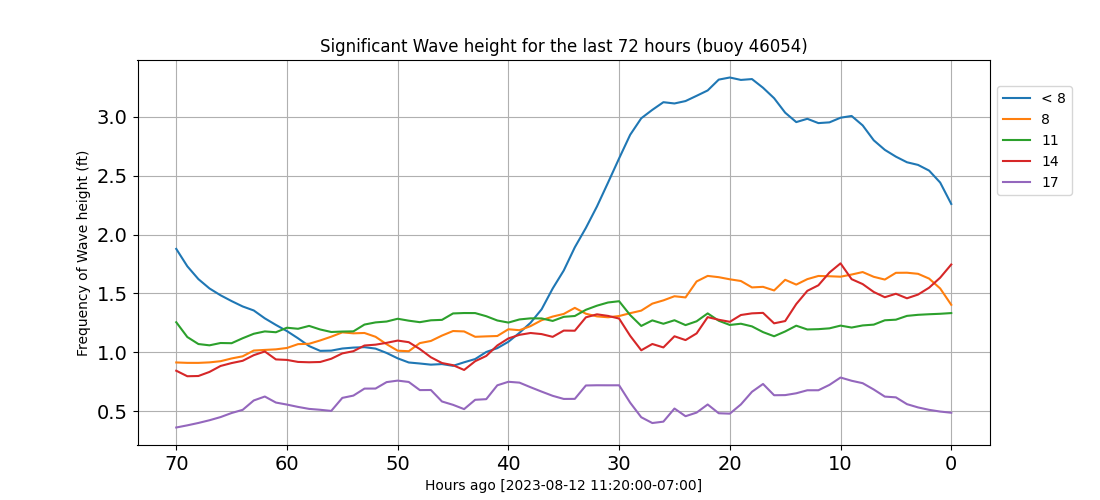 Significant Wave height for the last 72 hours (buoy 46054)
Frequency of Wave height (ft)
3.0
2.5
2.0
1.5
1.0
0.5
70 60 50 40 30 20 10 0
Hours ago [2023-08-12 11:20:00-07:00]
< 8
8
11
14
17